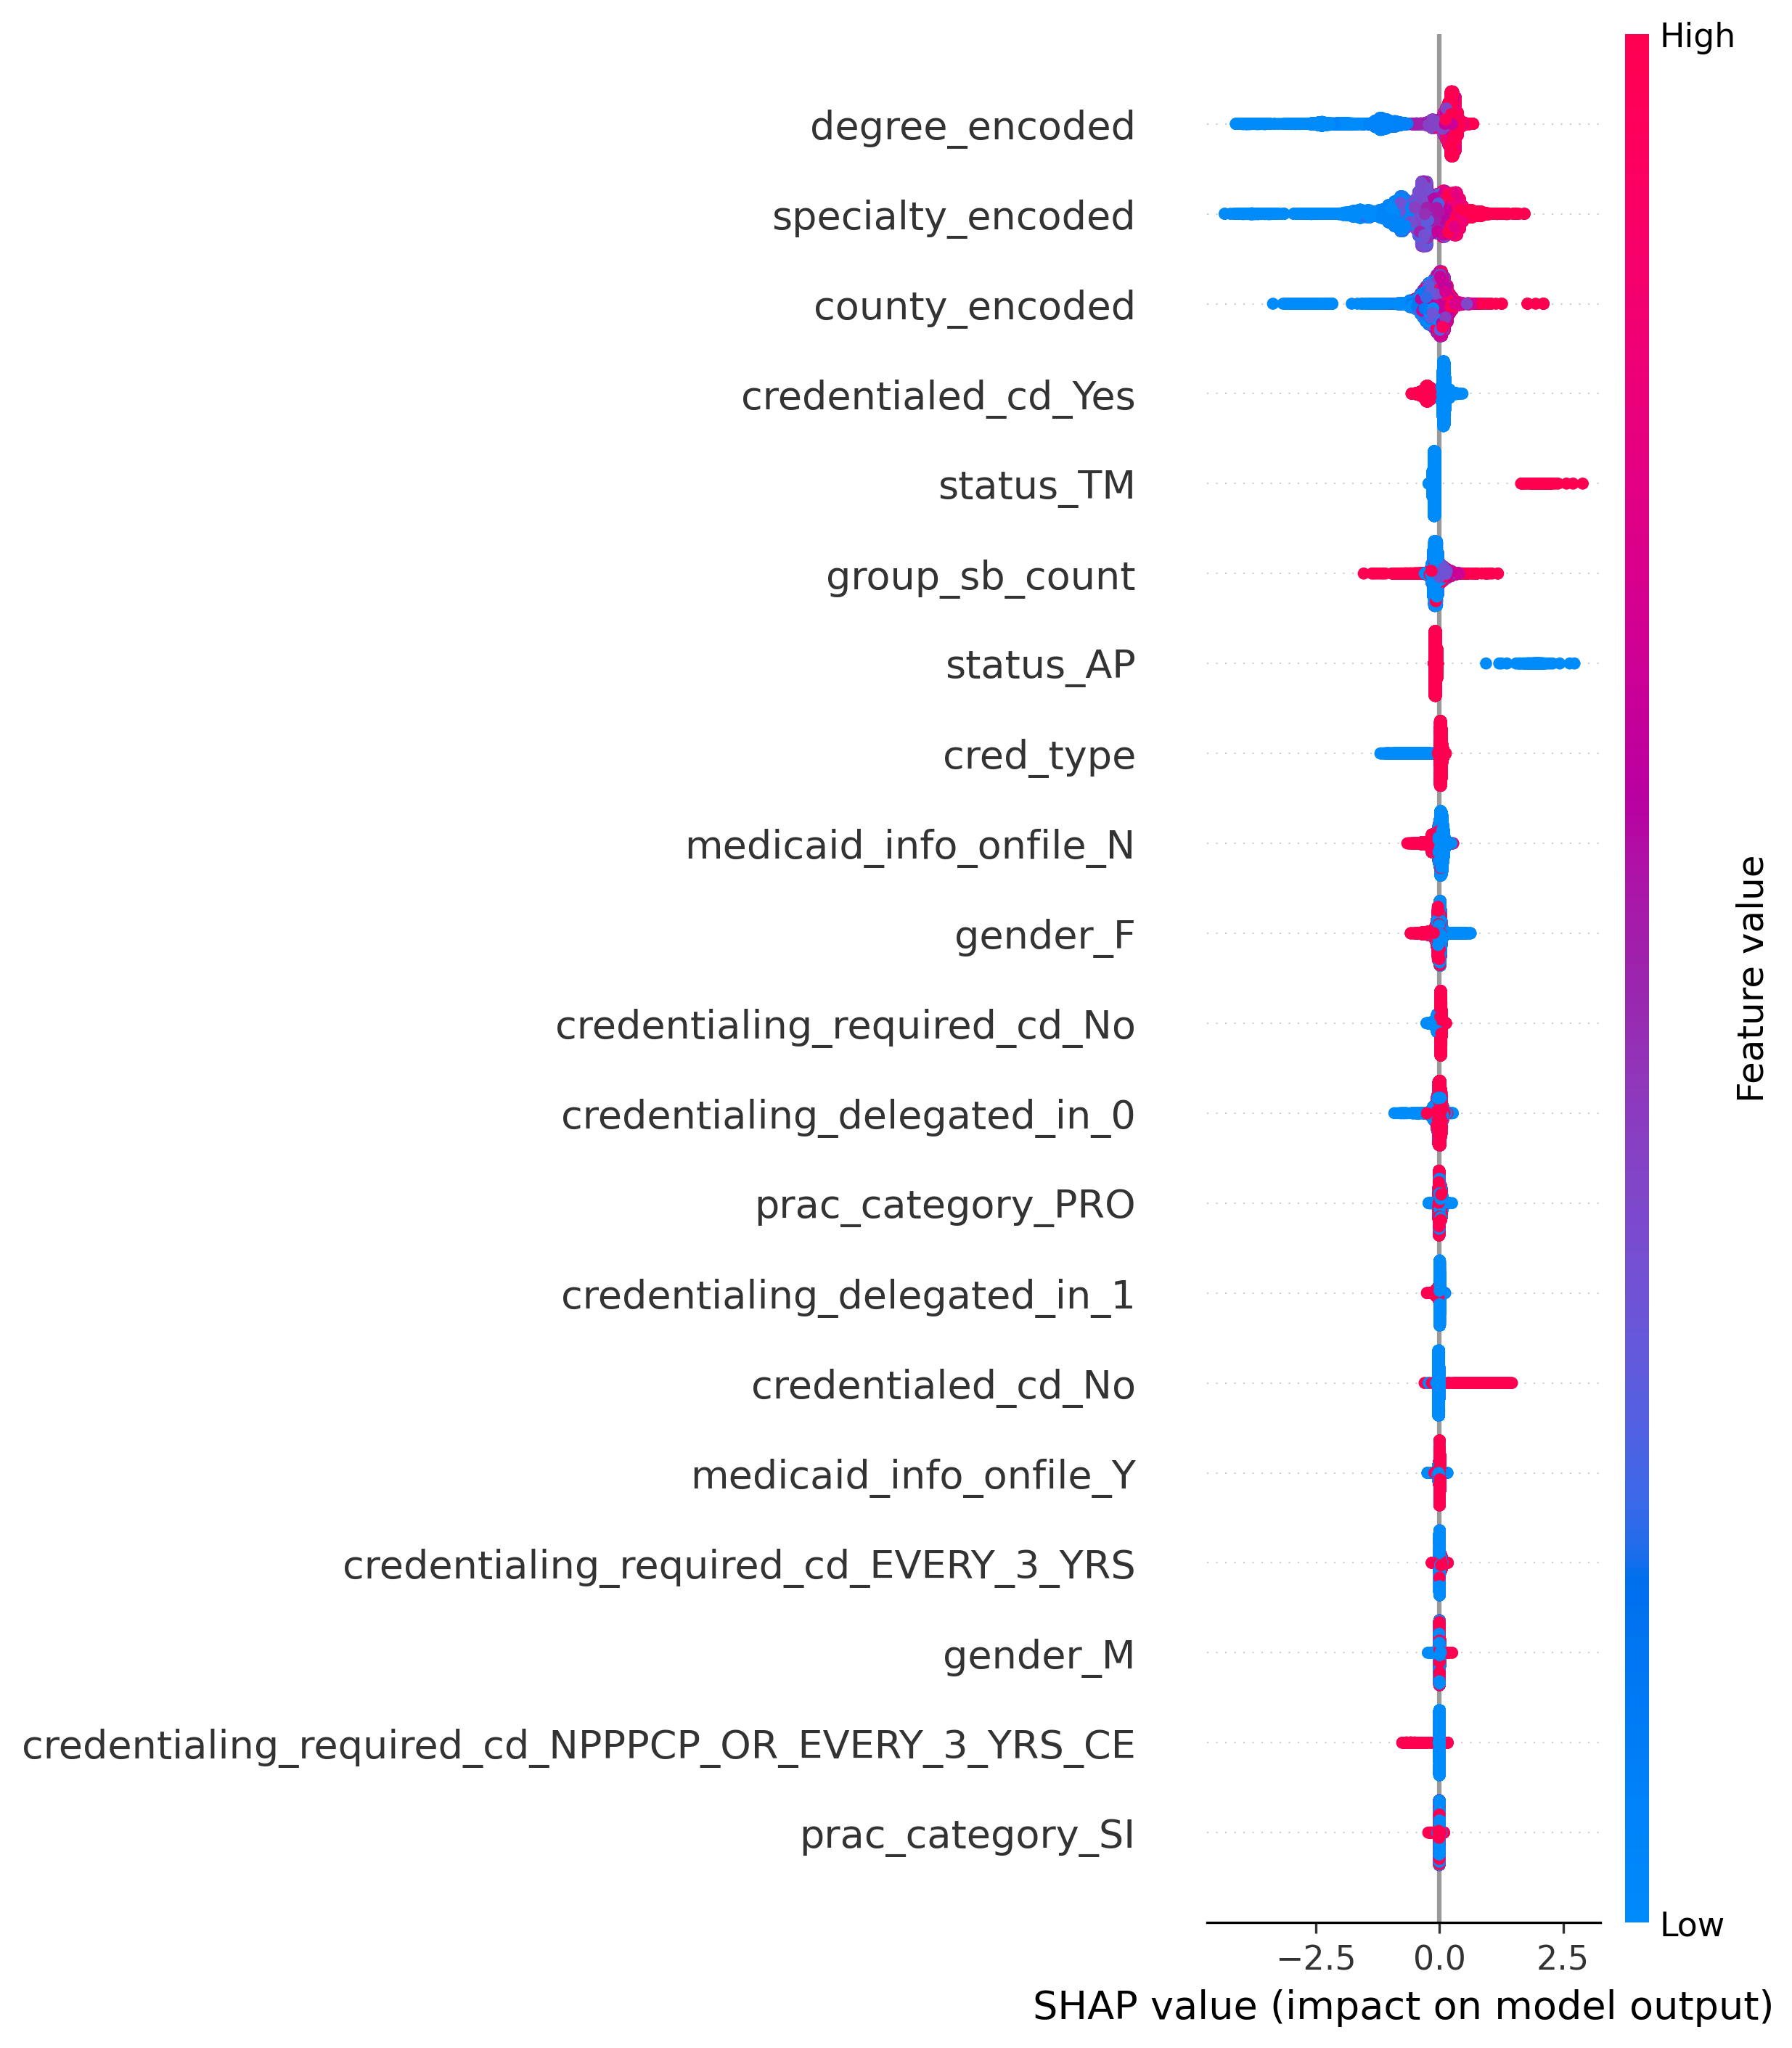 High
degree_encoded
specialty_encoded
county_encoded
credentialed_cd_Yes
status_TM
group_sb_count
status_AP
cred_type
medicaid_info_onfile_N
gender_F
credentialing_required_cd_No
credentialing_delegated_in_0
prac_category_PRO
credentialing_delegated_in_1
credentialed_cd_No
medicaid_info_onfile_Y
credentialing_required_cd_EVERY_3_YRS
gender_M
credentialing_required_cd_NPPPCP_OR_EVERY_3_YRS_CE
prac_category_SI
Feature value
Low
−2.5 0.0 2.5
SHAP value (impact on model output)